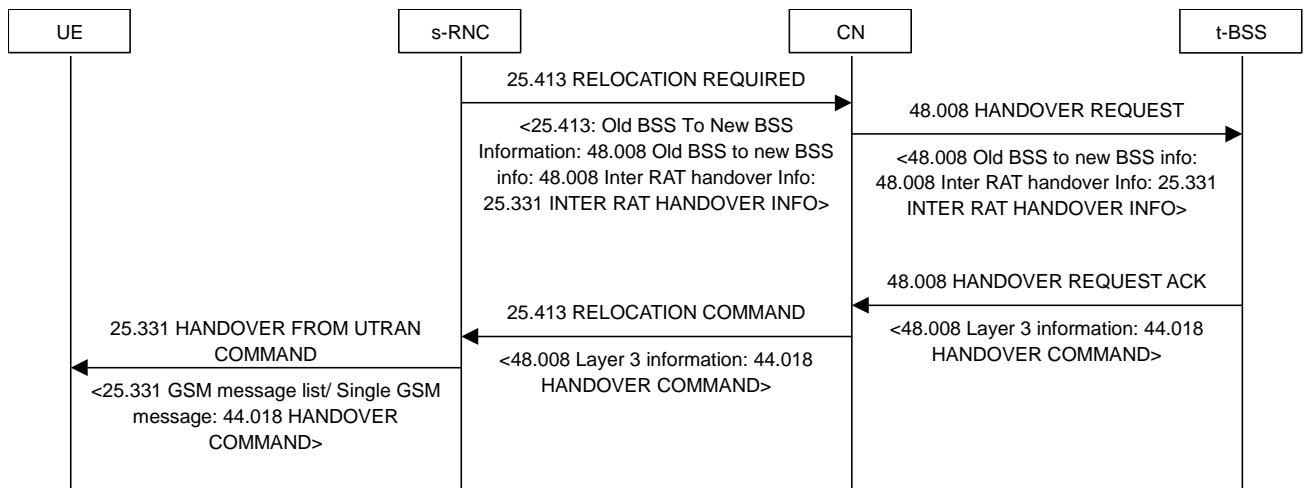 UE
s-RNC
CN
t-BSS
25.413 RELOCATION REQUIRED
<25.413: Old BSS To New BSS
Information: 48.008 Old BSS to new BSS
info: 48.008 Inter RAT handover Info:
25.331 INTER RAT HANDOVER INFO>
48.008 HANDOVER REQUEST
<48.008 Old BSS to new BSS info:
48.008 Inter RAT handover Info: 25.331
INTER RAT HANDOVER INFO>
48.008 HANDOVER REQUEST ACK
<48.008 Layer 3 information: 44.018
HANDOVER COMMAND>
25.413 RELOCATION COMMAND
<48.008 Layer 3 information: 44.018
HANDOVER COMMAND>
25.331 HANDOVER FROM UTRAN
COMMAND
<25.331 GSM message list/ Single GSM
message: 44.018 HANDOVER
COMMAND>